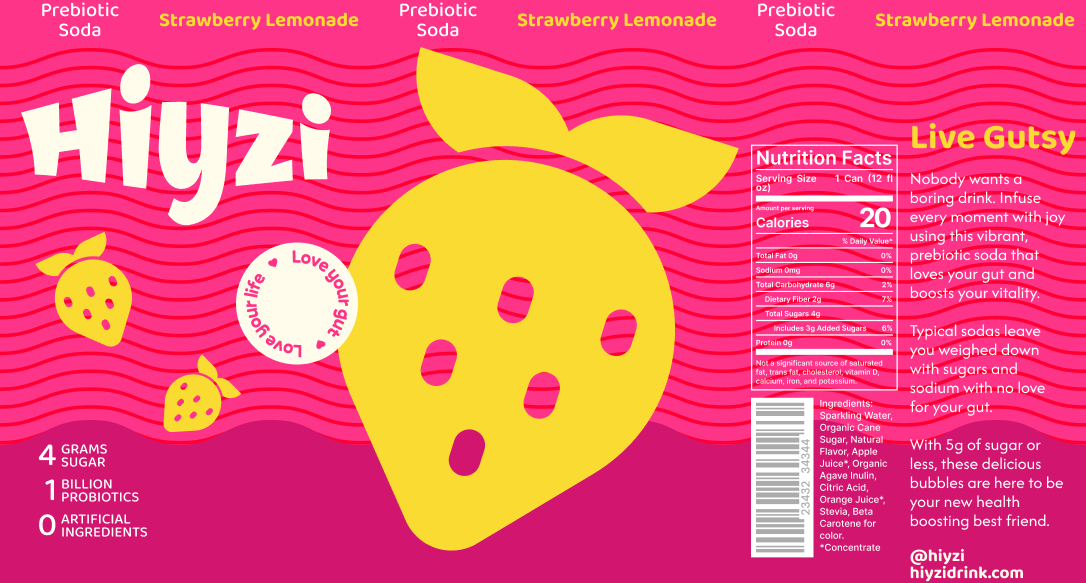 Prebiotic
Soda
Strawberry Lemonade
Prebiotic
Soda
Strawberry Lemonade
Prebiotic
Soda
Strawberry Lemonade
Hiyzi
Love your gut
Love your life
4 GRAMS
SUGAR
1 BILLION
PROBIOTICS
0 ARTIFICIAL
INGREDIENTS
Nutrition Facts
Serving Size 1 Can (12 fl
oz)
Amount per serving
Calories 20
% Daily Value*
Total Fat 0g 0%
Sodium 0mg 0%
Total Carbohydrate 6g 2%
Dietary Fiber 2g 7%
Total Sugars 4g
Includes 3g Added Sugars 6%
Protein 0g 0%
Not a significant source of saturated
fat, trans fat, cholesterol, vitamin D,
calcium, iron, and potassium.
23432 34344
Ingredients:
Sparkling Water,
Organic Cane
Sugar, Natural
Flavor, Apple
Juice*, Organic
Agave Inulin,
Citric Acid,
Orange Juice*,
Stevia, Beta
Carotene for
color.
*Concentrate
Live Gutsy
Nobody wants a
boring drink. Infuse
every moment with joy
using this vibrant,
prebiotic soda that
loves your gut and
boosts your vitality.
Typical sodas leave
you weighed down
with sugars and
sodium with no love
for your gut.
With 5g of sugar or
less, these delicious
bubbles are here to be
your new health
boosting best friend.
@hiyzi
hiyzidrink.com